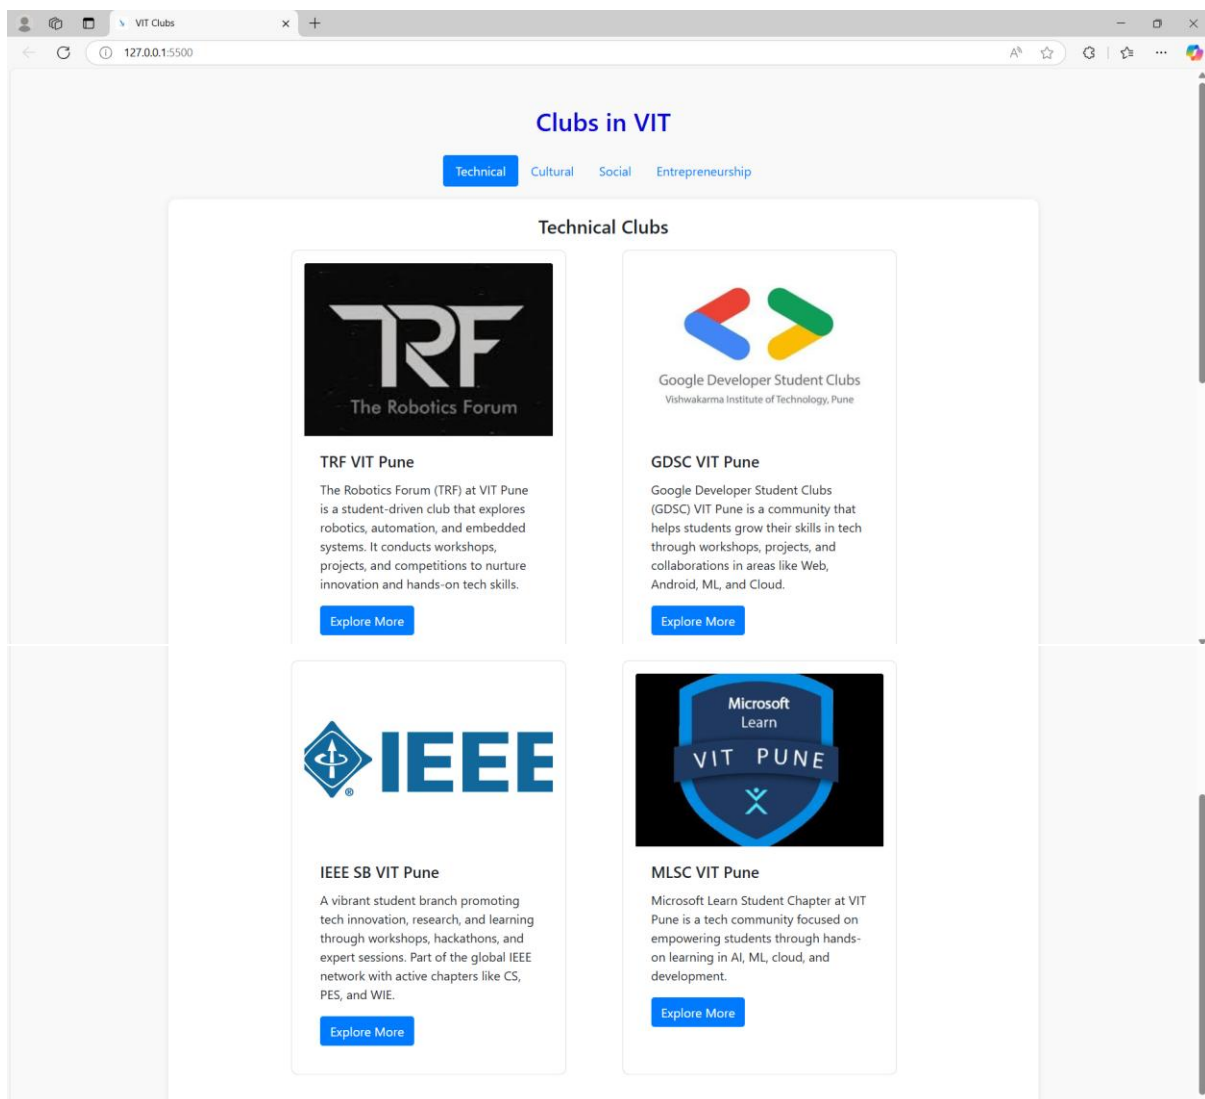 VIT Clubs
127.0.0.1:5500
Clubs in VIT
Technical Cultural Social Entrepreneurship
Technical Clubs
TRF
The Robotics Forum
TRF VIT Pune
The Robotics Forum (TRF) at VIT Pune
is a student-driven club that explores
robotics, automation, and embedded
systems. It conducts workshops,
projects, and competitions to nurture
innovation and hands-on tech skills.
Explore More
Google Developer Student Clubs
Vishwakarma Institute of Technology, Pune
GDSC VIT Pune
Google Developer Student Clubs
(GDSC) VIT Pune is a community that
helps students grow their skills in tech
through workshops, projects, and
collaborations in areas like Web,
Android, ML, and Cloud.
Explore More
IEEE
IEEE SB VIT Pune
A vibrant student branch promoting
tech innovation, research, and learning
through workshops, hackathons, and
expert sessions. Part of the global IEEE
network with active chapters like CS,
PES, and WIE.
Explore More
Microsoft
Learn
VIT PUNE
MLSC VIT Pune
Microsoft Learn Student Chapter at VIT
Pune is a tech community focused on
empowering students through hands-
on learning in AI, ML, cloud, and
development.
Explore More